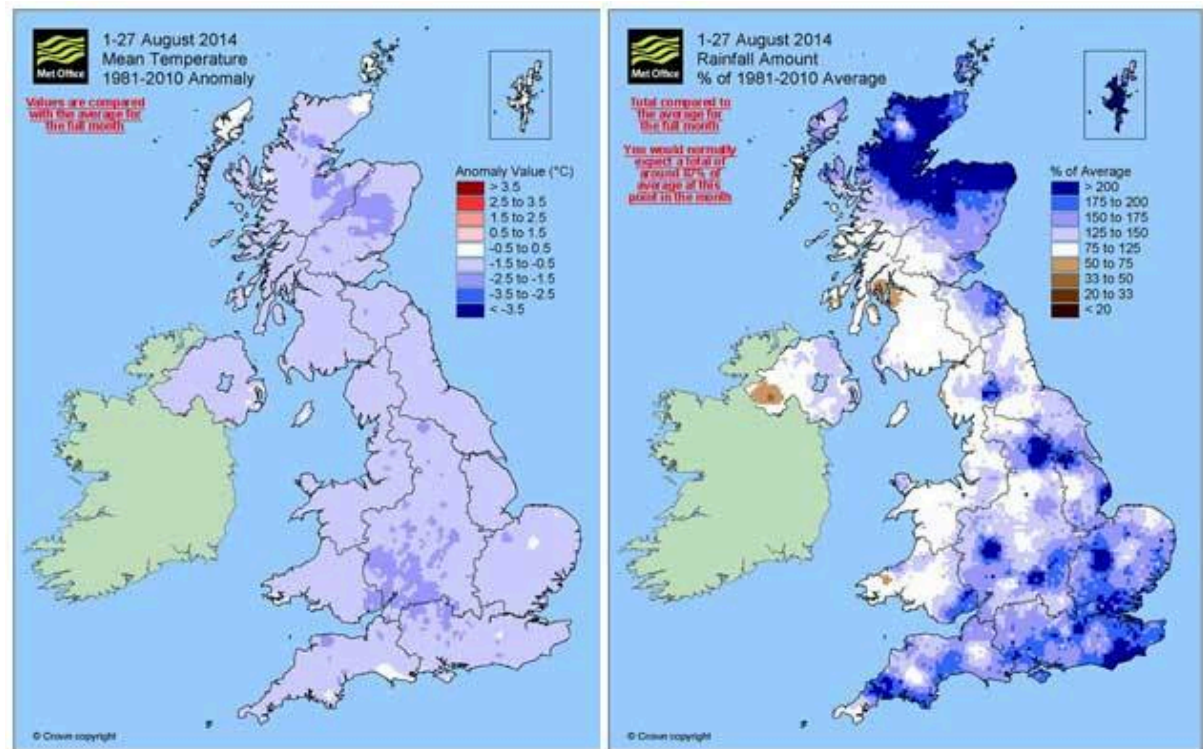 Met Office
1-27 August 2014
Mean Temperature
1981-2010 Anomaly
Values are compared
with the average for
the full month
Anomaly Value (°C)
> 3.5
2.5 to 3.5
1.5 to 2.5
0.5 to 1.5
-0.5 to 0.5
-1.5 to -0.5
-2.5 to -1.5
-3.5 to -2.5
< -3.5
© Crown copyright
Met Office
1-27 August 2014
Rainfall Amount
% of 1981-2010 Average
Total compared to
the average for
the full month
You would normally
expect a total of
around 87% of
average at this
point in the month
% of Average
> 200
175 to 200
150 to 175
125 to 150
75 to 125
50 to 75
33 to 50
20 to 33
< 20
© Crown copyright